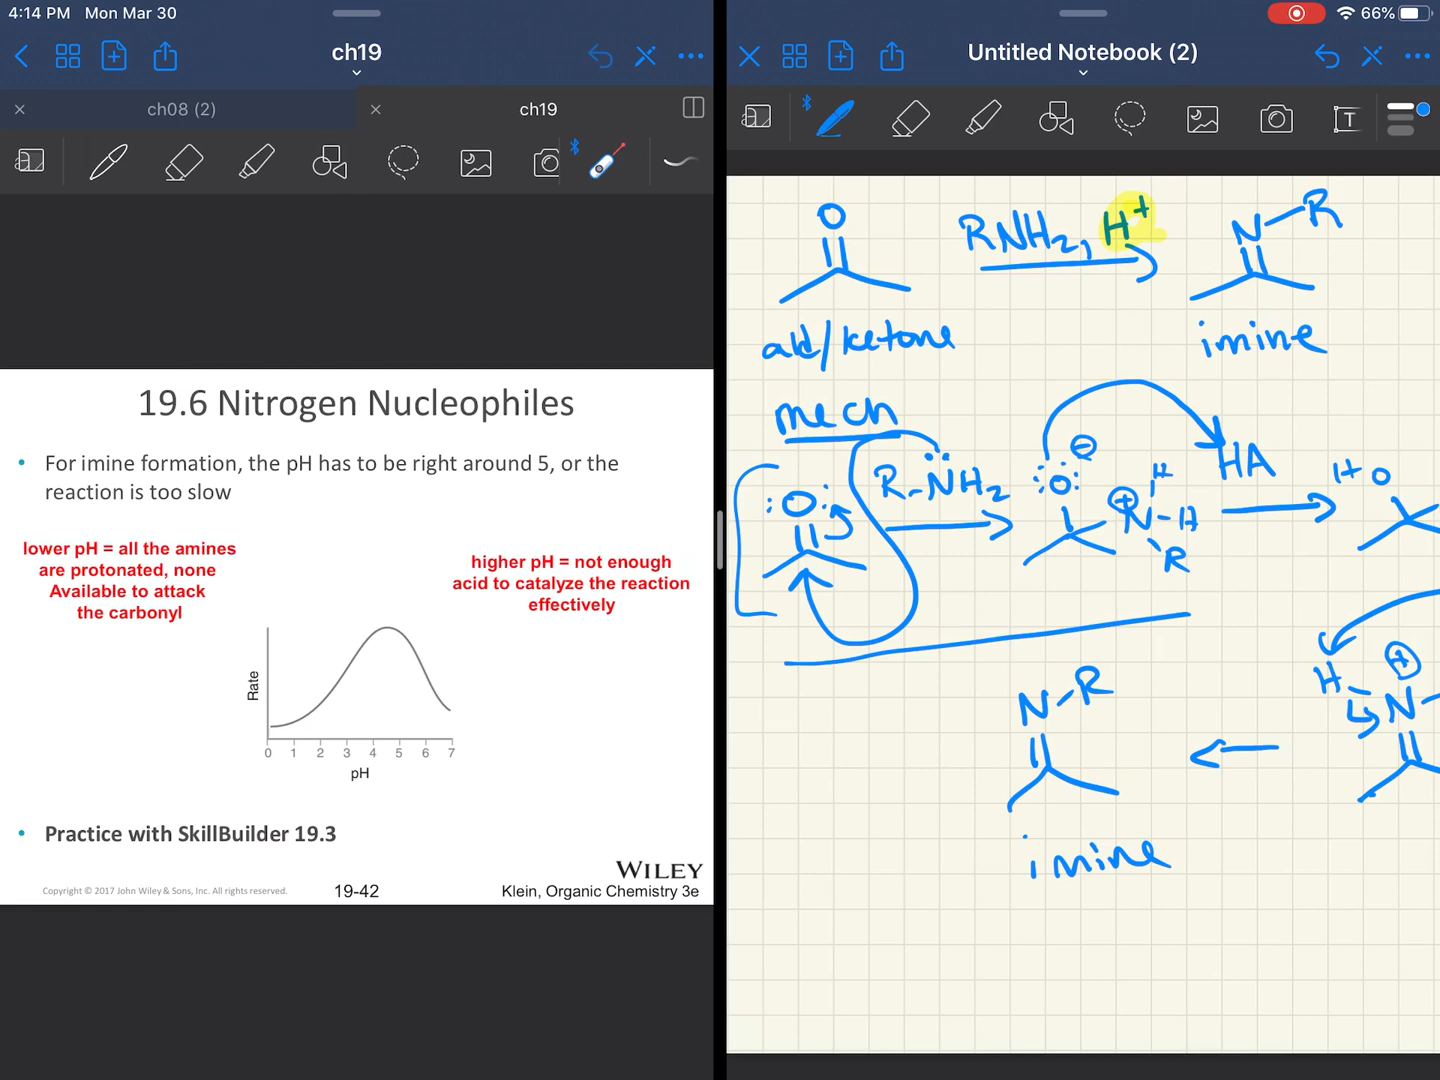 4:14 PM Mon Mar 30
66%
ch19
Untitled Notebook (2)
ch08 (2)
ch19
T
19.6 Nitrogen Nucleophiles
• For imine formation, the pH has to be right around 5, or the
reaction is too slow
lower pH = all the amines
are protonated, none
Available to attack
the carbonyl
higher pH = not enough
acid to catalyze the reaction
effectively
Rate
0 1 2 3 4 5 6 7
pH
• Practice with SkillBuilder 19.3
WILEY
Copyright © 2017 John Wiley & Sons, Inc. All rights reserved.
19-42
Klein, Organic Chemistry 3e
O
RNH2, H+
N-R
ald/ketone
imine
mech
:O:
R-NH2
:O: ⊖
⊕ N-H
H
R
HA
HO
H
⊕
N
N-R
imine